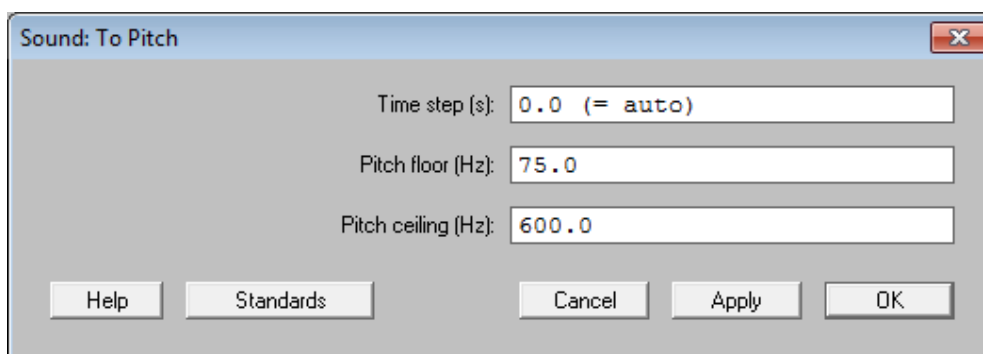 Sound: To Pitch
Time step (s): 0.0 (= auto)
Pitch floor (Hz): 75.0
Pitch ceiling (Hz): 600.0
Help Standards Cancel Apply OK